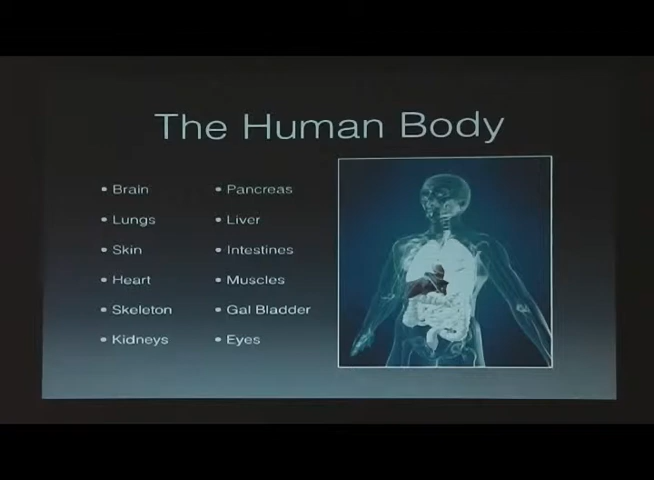 The Human Body
• Brain
• Lungs
• Skin
• Heart
• Skeleton
• Kidneys
• Pancreas
• Liver
• Intestines
• Muscles
• Gal Bladder
• Eyes